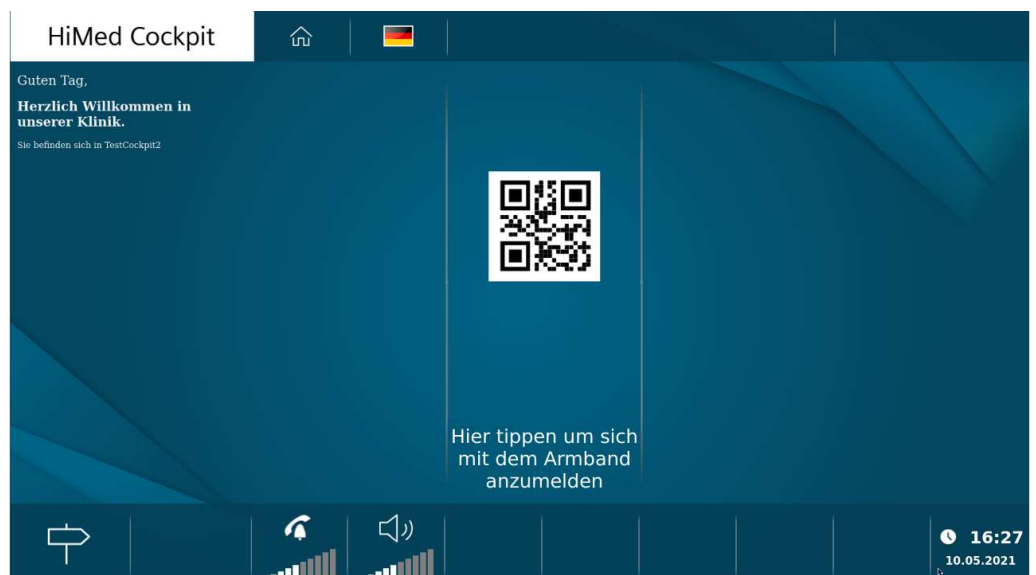 HiMed Cockpit
Guten Tag,
Herzlich Willkommen in
unserer Klinik.
Sie befinden sich in TestCockpit2
Hier tippen um sich
mit dem Armband
anzumelden
16:27
10.05.2021